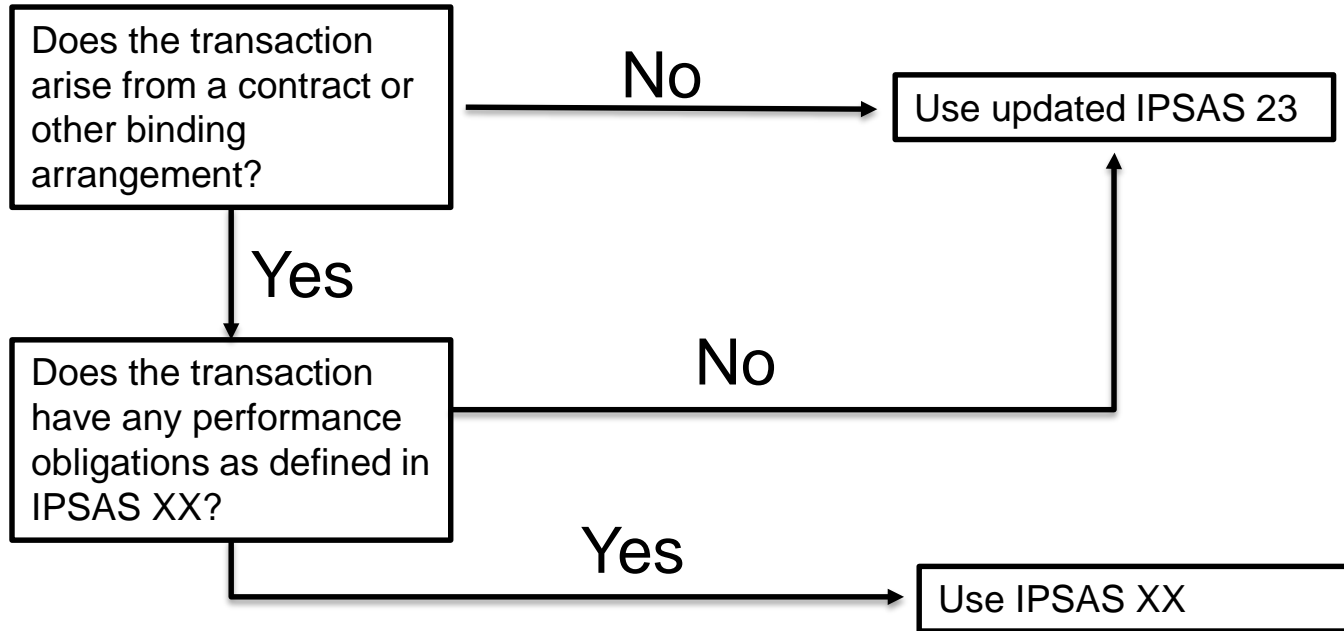 Does the transaction
arise from a contract or
other binding
arrangement?
No
Use updated IPSAS 23
Yes
Does the transaction
have any performance
obligations as defined in
IPSAS XX?
No
Yes
Use IPSAS XX